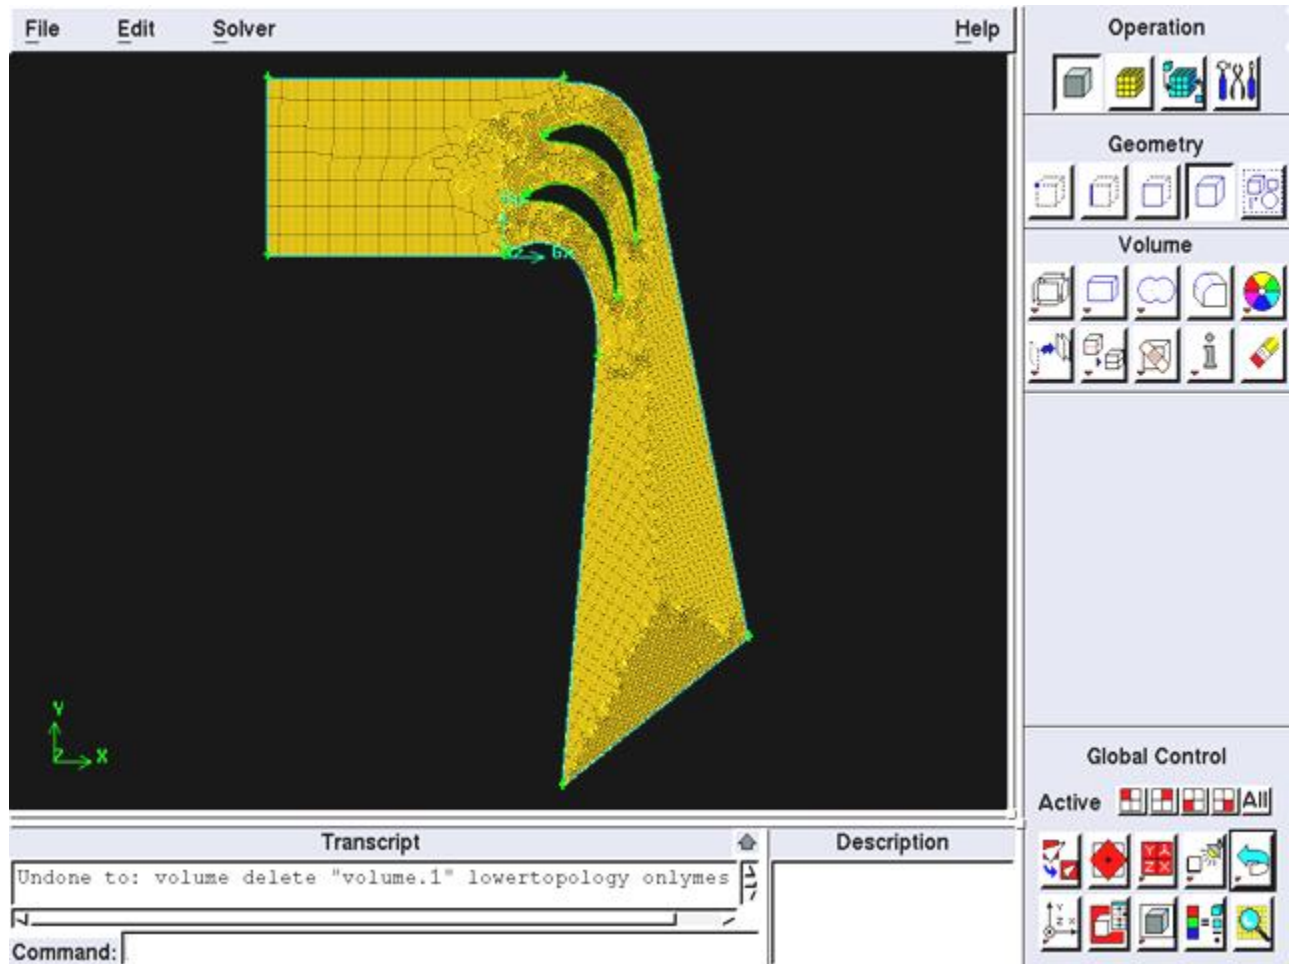 File Edit Solver Help
Operation
Geometry
Volume
Y
Z X
Global Control
Active All
Transcript
Description
Undone to: volume delete "volume.1" lowertopology onlymes
Command: